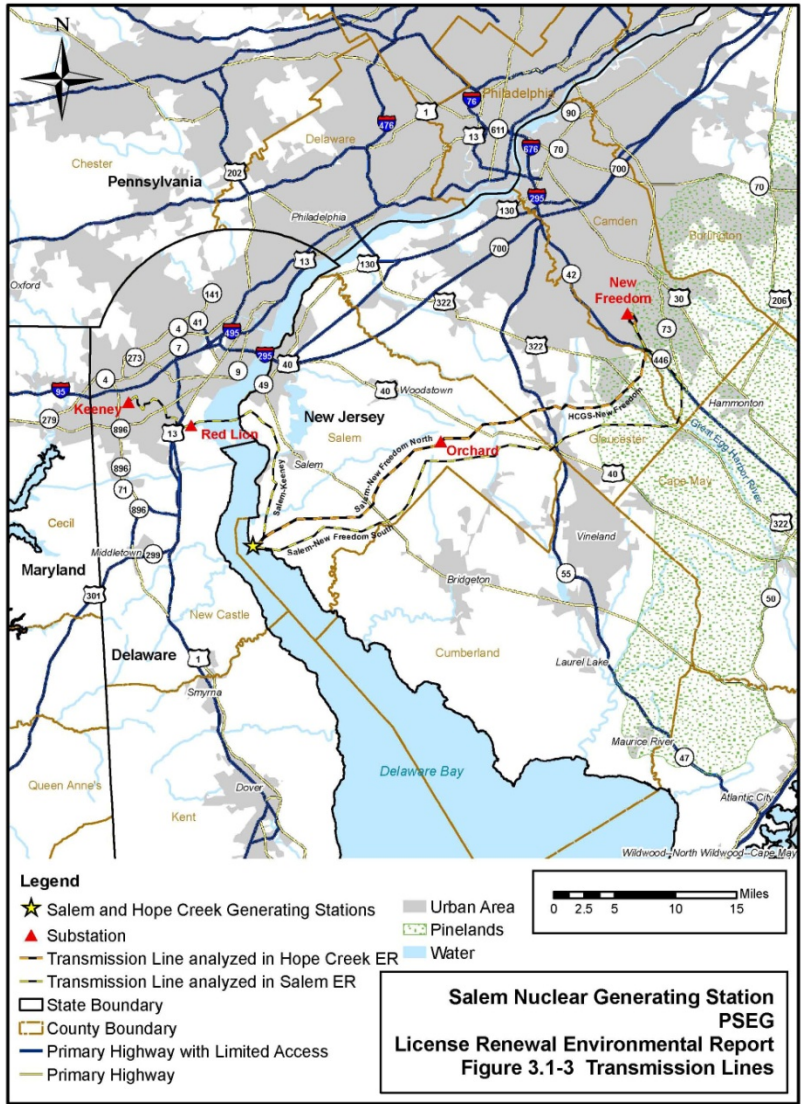 N
76
Philadelphia
1
90
476
13
611
Delaware
676
70
Chester
202
700
Pennsylvania
295
70
Philadelphia
130
Camden
Burlington
700
13
130
42
New
Freedom
30
206
Oxford
141
322
41
4
495
73
7
322
273
295
40
446
9
4
49
40
Woodstown
95
Keeney
New Jersey
HCGS-New Freedom
Hammonton
279
896
13
Red Lion
Salem
Salem-New Freedom North
Orchard
Gloucester
Great Egg Harbor River
Salem
40
Cape May
896
Salem-Keeney
71
896
322
Cecil
Salem-New Freedom South
Vineland
Middletown
299
Maryland
Bridgeton
55
301
50
New Castle
Delaware
Cumberland
1
Laurel Lake
Smyrna
Maurice River
47
Delaware Bay
Queen Anne's
Dover
Atlantic City
Kent
Wildwood--North Wildwood--Cape May
Legend
Salem and Hope Creek Generating Stations
Substation
Transmission Line analyzed in Hope Creek ER
Transmission Line analyzed in Salem ER
State Boundary
County Boundary
Primary Highway with Limited Access
Primary Highway
Urban Area
Pinelands
Water
Miles
0 2.5 5 10 15
Salem Nuclear Generating Station
PSEG
License Renewal Environmental Report
Figure 3.1-3 Transmission Lines